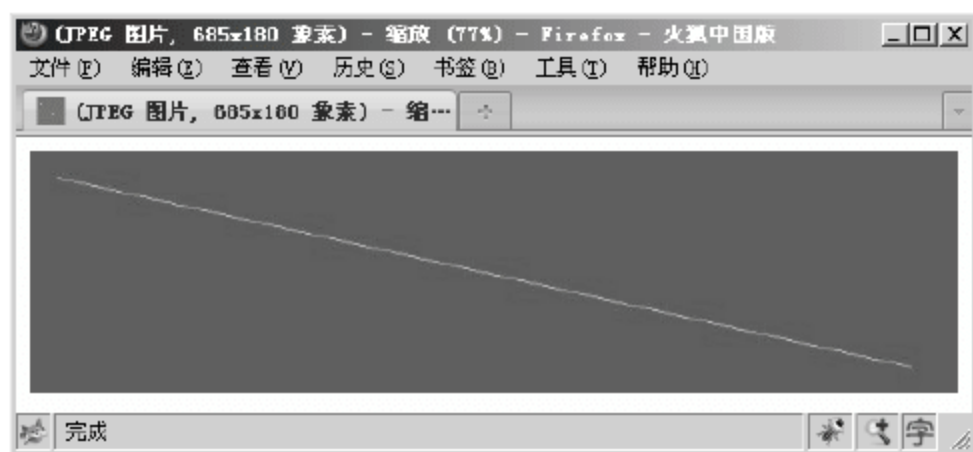 (JPEG 图片, 685x180 象素) - 缩放 (77%) - Firefox - 火狐中国版
文件(F) 编辑(E) 查看(V) 历史(S) 书签(B) 工具(T) 帮助(H)
(JPEG 图片, 685x180 象素) - 缩…
完成
字